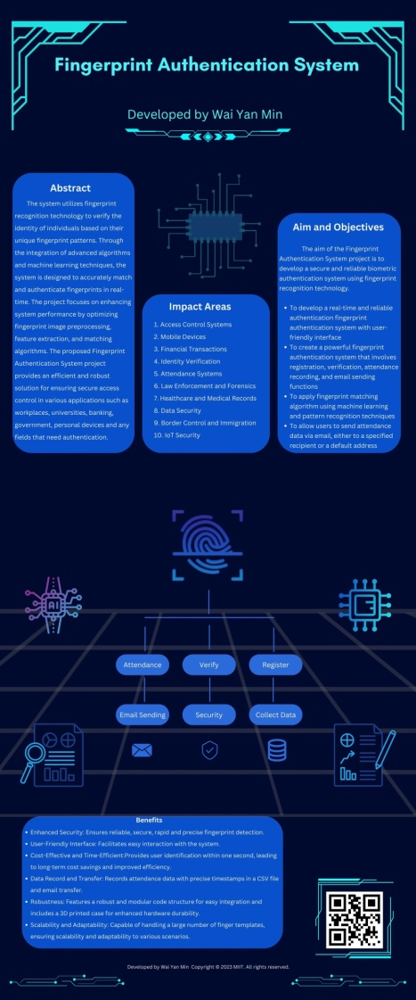 Fingerprint Authentication System
Developed by Wai Yan Min
Abstract
The system utilizes fingerprint
recognition technology to verify the
identity of individuals based on their
unique fingerprint patterns. Through
the integration of advanced algorithms
and machine learning techniques, the
system is designed to accurately match
and authenticate fingerprints in real-
time. The project focuses on enhancing
system performance by optimizing
fingerprint image preprocessing,
feature extraction, and matching
algorithms. The proposed Fingerprint
Authentication System project
provides an efficient and robust
solution for ensuring secure access
control in various applications such as
workplaces, universities, banking,
government, personal devices and any
fields that need authentication.
Impact Areas
1. Access Control Systems
2. Mobile Devices
3. Financial Transactions
4. Identity Verification
5. Attendance Systems
6. Law Enforcement and Forensics
7. Healthcare and Medical Records
8. Data Security
9. Border Control and Immigration
10. IoT Security
Aim and Objectives
The aim of the Fingerprint
Authentication System project is to
develop a secure and reliable biometric
authentication system using fingerprint
recognition technology.
• To develop a real-time and reliable
authentication fingerprint
authentication system with user-
friendly interface
• To create a powerful fingerprint
authentication system that involves
registration, verification, attendance
recording, and email sending
functions
• To apply fingerprint matching
algorithm using machine learning
and pattern recognition techniques
• To allow users to send attendance
data via email, either to a specified
recipient or a default address
AI
Attendance
Verify
Register
Email Sending
Security
Collect Data
Benefits
• Enhanced Security: Ensures reliable, secure, rapid and precise fingerprint detection.
• User-Friendly Interface: Facilitates easy interaction with the system.
• Cost-Effective and Time-Efficient:Provides user identification within one second, leading
to long-term cost savings and improved efficiency.
• Data Record and Transfer: Records attendance data with precise timestamps in a CSV file
and email transfer.
• Robustness: Features a robust and modular code structure for easy integration and
includes a 3D printed case for enhanced hardware durability.
• Scalability and Adaptability: Capable of handling a large number of finger templates,
ensuring scalability and adaptability to various scenarios.
Developed by Wai Yan Min Copyright © 2023 MIIT. All rights reserved.